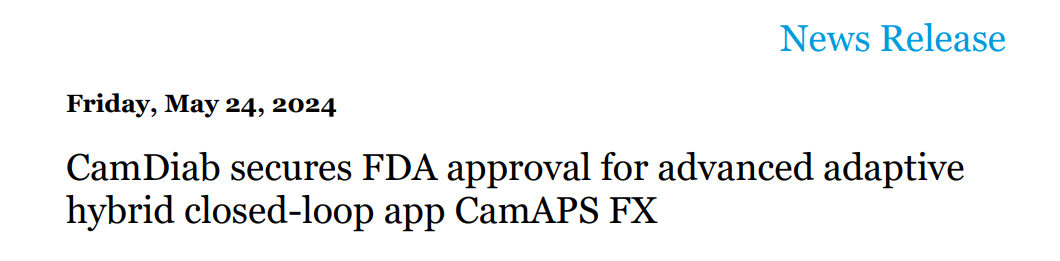 News Release
Friday, May 24, 2024
CamDiab secures FDA approval for advanced adaptive
hybrid closed-loop app CamAPS FX